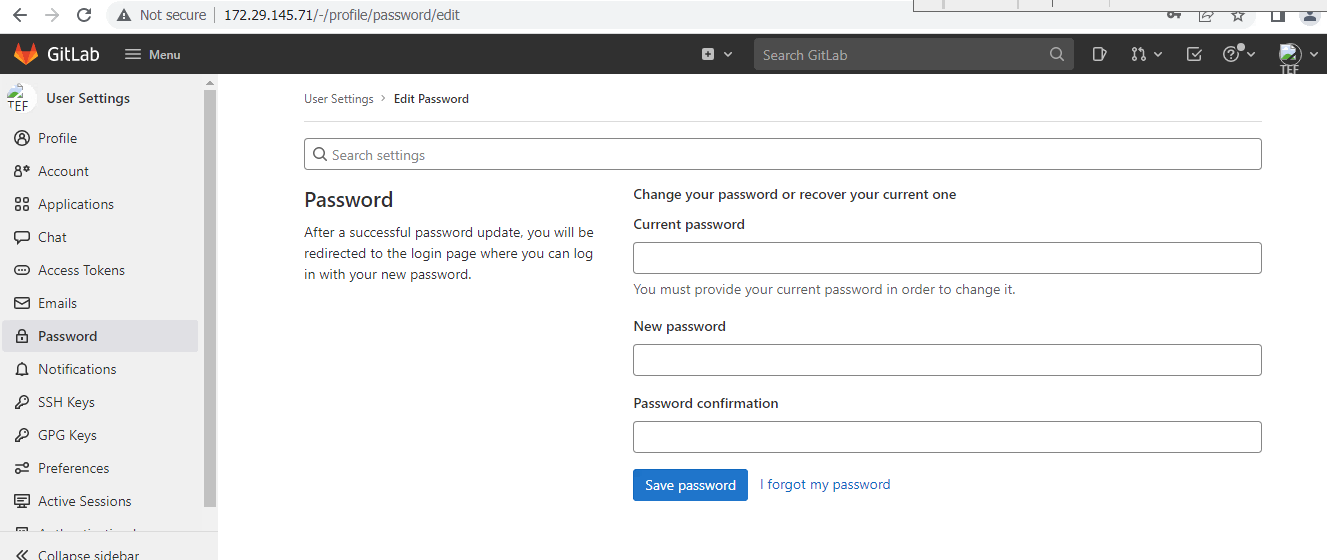 Not secure | 172.29.145.71/-/profile/password/edit
GitLab Menu Search GitLab
TEF
TEF User Settings
Profile
Account
Applications
Chat
Access Tokens
Emails
Password
Notifications
SSH Keys
GPG Keys
Preferences
Active Sessions
Collapse sidebar
User Settings > Edit Password
Search settings
Password
After a successful password update, you will be
redirected to the login page where you can log
in with your new password.
Change your password or recover your current one
Current password
You must provide your current password in order to change it.
New password
Password confirmation
Save password I forgot my password